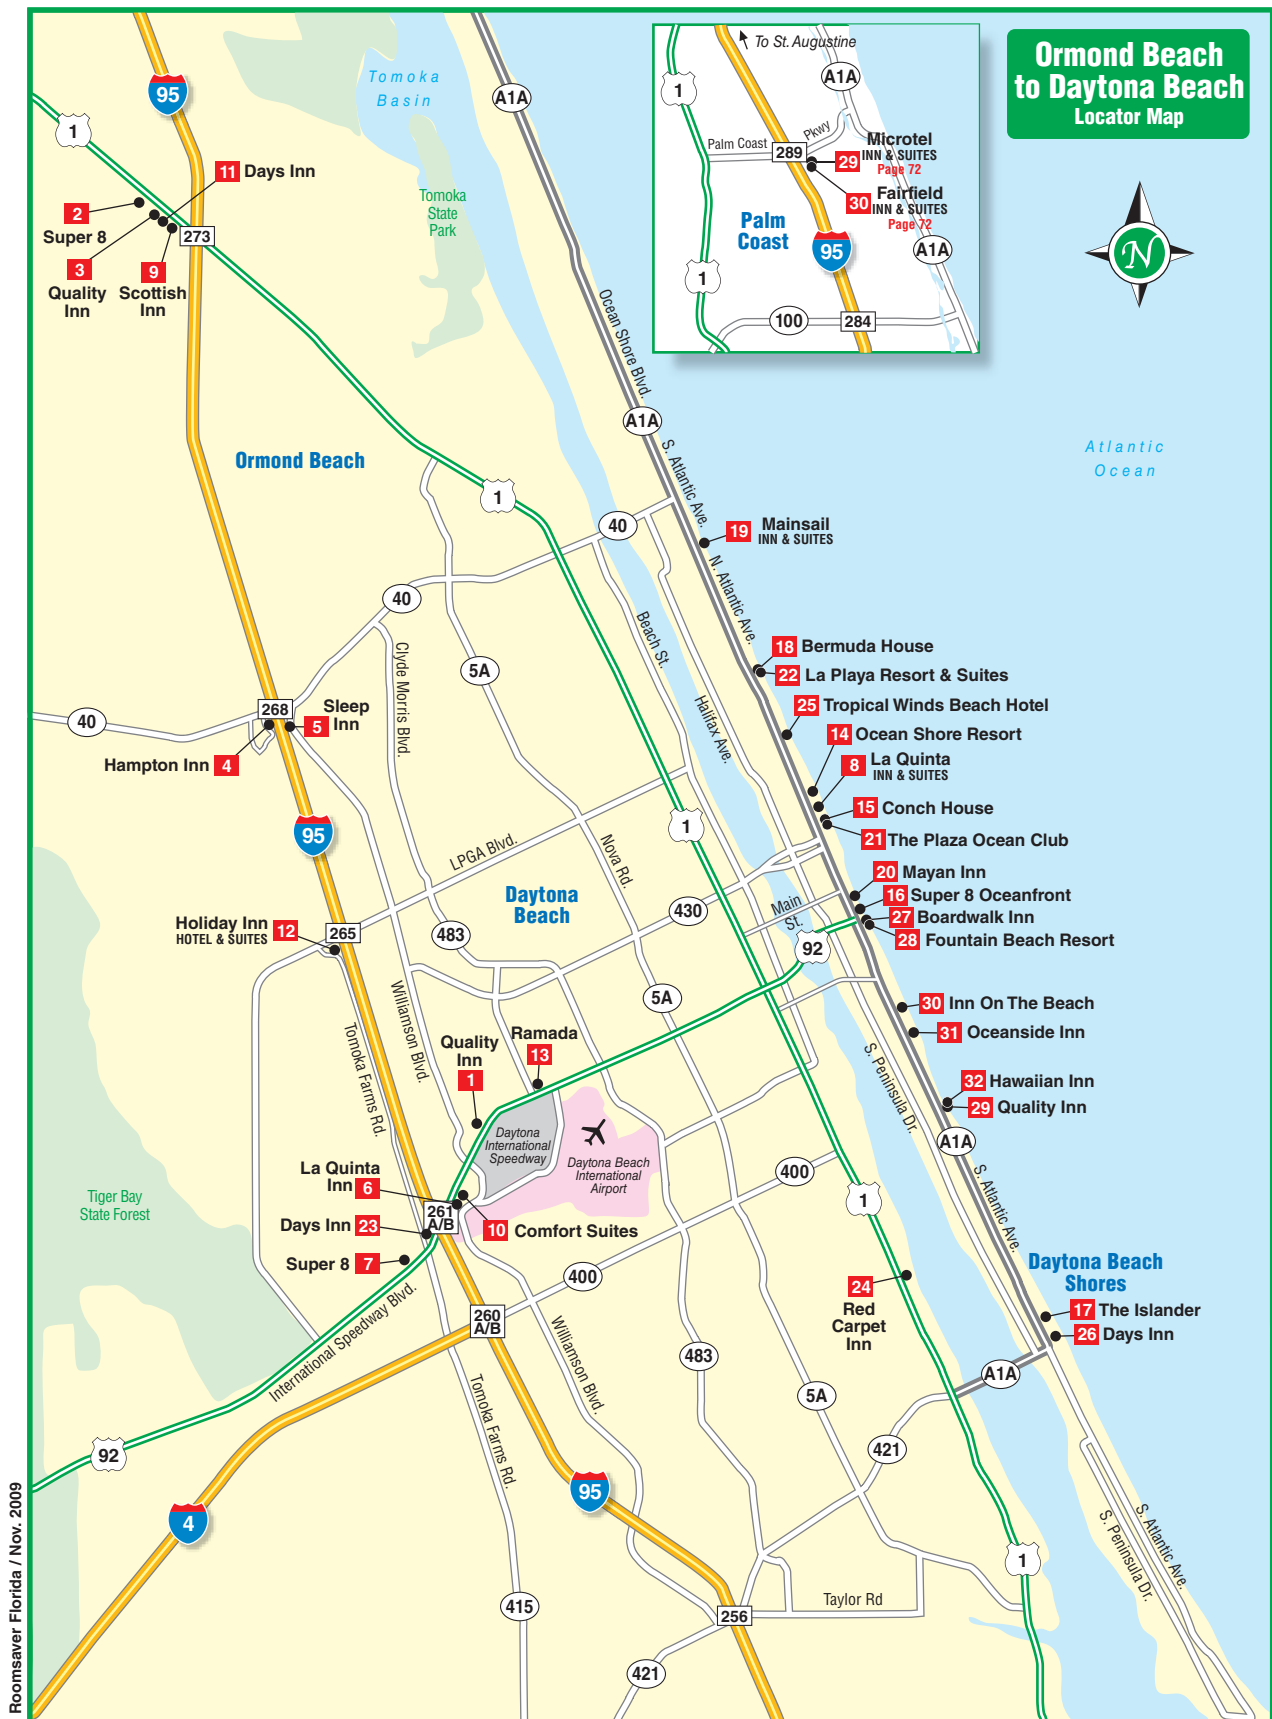 Ormond Beach
to Daytona Beach
Locator Map
To St. Augustine
A1A
1
Palm Coast Pkwy
289
29 Microtel
INN & SUITES
Page 72
30 Fairfield
INN & SUITES
Page 72
Palm
Coast
95
A1A
1
100
284
N
95
1
A1A
Tomoka
Basin
Tomoka
State
Park
11 Days Inn
2
Super 8
3
Quality
Inn
9
Scottish
Inn
273
Ocean Shore Blvd.
A1A
S. Atlantic Ave.
Atlantic
Ocean
Ormond Beach
1
40
19 Mainsail
INN & SUITES
N. Atlantic Ave.
40
Beach St.
Clyde Morris Blvd.
5A
Halifax Ave.
18 Bermuda House
22 La Playa Resort & Suites
25 Tropical Winds Beach Hotel
14 Ocean Shore Resort
8 La Quinta
INN & SUITES
15 Conch House
21 The Plaza Ocean Club
20 Mayan Inn
16 Super 8 Oceanfront
27 Boardwalk Inn
28 Fountain Beach Resort
30 Inn On The Beach
31 Oceanside Inn
32 Hawaiian Inn
29 Quality Inn
40
268
5 Sleep
Inn
Hampton Inn 4
95
LPGA Blvd.
Nova Rd.
1
Daytona
Beach
430
Main
St.
92
Holiday Inn
HOTEL & SUITES
12
265
483
5A
Williamson Blvd.
Tomoka Farms Rd.
Quality
Inn
1
Ramada
13
S. Peninsula Dr.
A1A
S. Atlantic Ave.
Daytona
International
Speedway
Daytona Beach
International
Airport
400
1
La Quinta
Inn 6
261
A/B
Days Inn 23
10 Comfort Suites
Super 8 7
Tiger Bay
State Forest
400
24
Red
Carpet
Inn
Daytona Beach
Shores
17 The Islander
26 Days Inn
International Speedway Blvd.
260
A/B
Williamson Blvd.
483
5A
A1A
Tomoka Farms Rd.
421
92
4
95
S. Atlantic Ave.
S. Peninsula Dr.
1
415
Taylor Rd
256
421
Roomsaver Florida / Nov. 2009